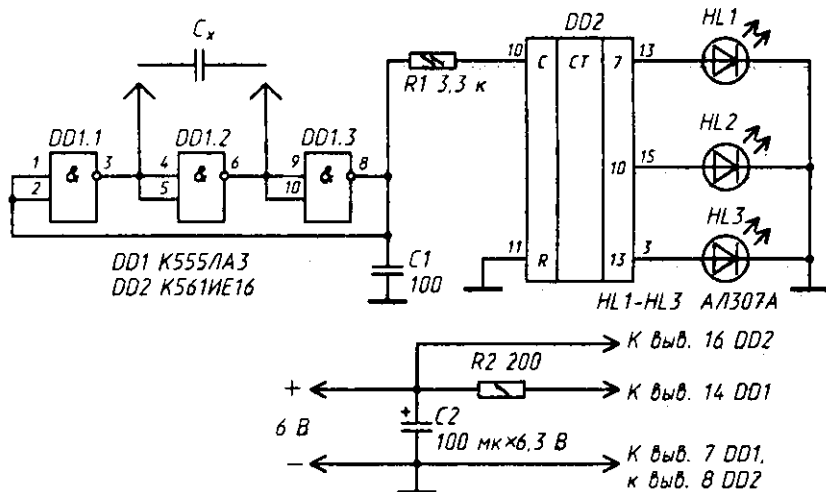 Cx
DD1.1
1
2
&
3
DD1.2
4
5
&
6
DD1.3
9
10
&
8
DD1 К555ЛА3
DD2 К561ИЕ16
C1
100
R1 3,3 к
DD2
10
C
CT
7
13
10
15
11
R
13
3
HL1
HL2
HL3
HL1-HL3 АЛ307А
+
6 В
−
R2 200
+
C2
100 мк×6,3 В
К выв. 16 DD2
К выв. 14 DD1
К выв. 7 DD1,
к выв. 8 DD2